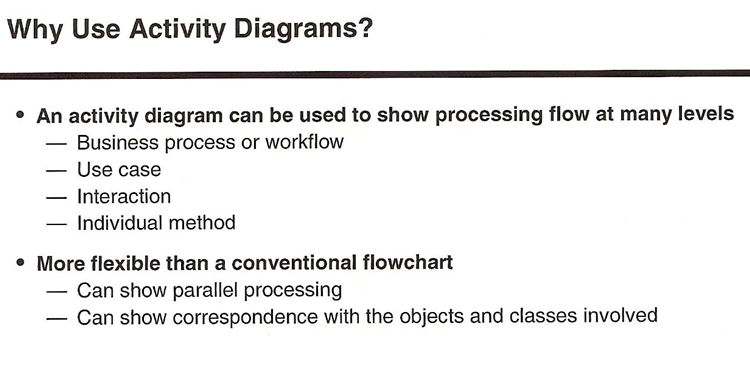 Why Use Activity Diagrams?
• An activity diagram can be used to show processing flow at many levels
— Business process or workflow
— Use case
— Interaction
— Individual method
• More flexible than a conventional flowchart
— Can show parallel processing
— Can show correspondence with the objects and classes involved